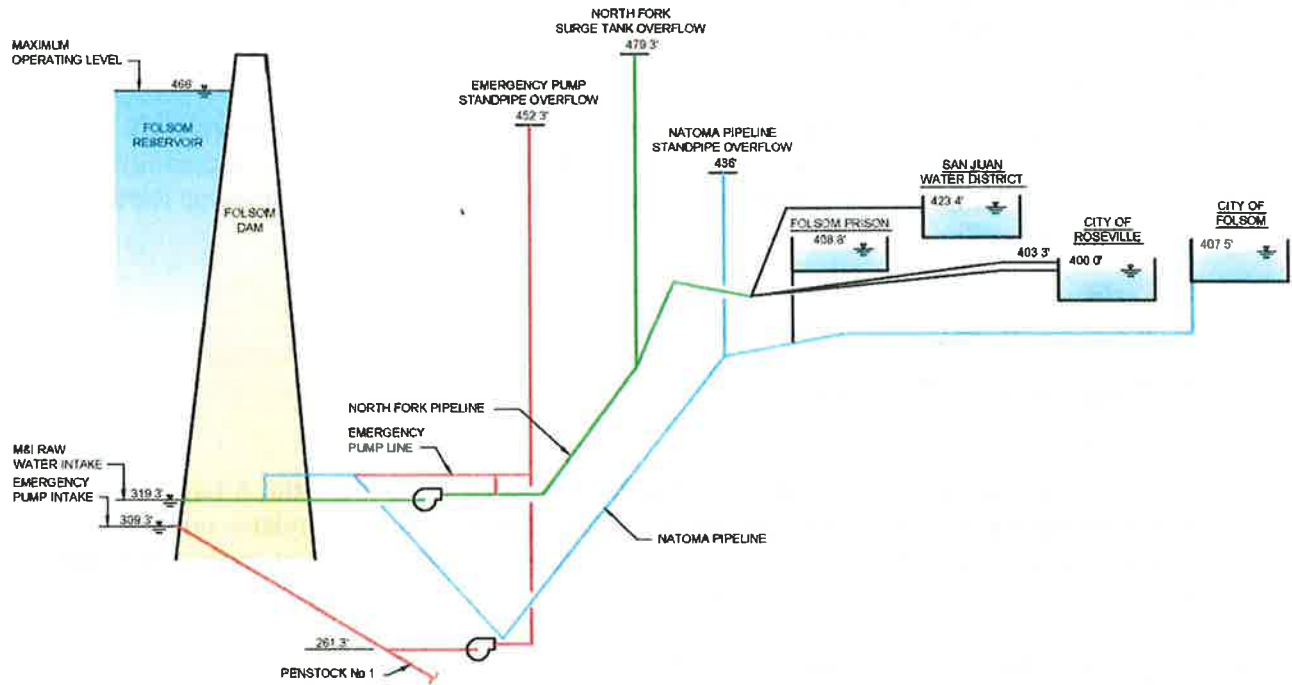 NORTH FORK
SURGE TANK OVERFLOW
479 3'
MAXIMUM
OPERATING LEVEL
466'
EMERGENCY PUMP
STANDPIPE OVERFLOW
452 3'
FOLSOM
RESERVOIR
NATOMA PIPELINE
STANDPIPE OVERFLOW
436'
SAN JUAN
WATER DISTRICT
423 4'
FOLSOM
DAM
FOLSOM PRISON
408.8'
CITY OF
ROSEVILLE
403 3'
400 0'
CITY OF
FOLSOM
407 5'
NORTH FORK PIPELINE
EMERGENCY
PUMP LINE
M&I RAW
WATER INTAKE
319 3'
EMERGENCY
PUMP INTAKE
309.3'
NATOMA PIPELINE
261.3'
PENSTOCK No 1